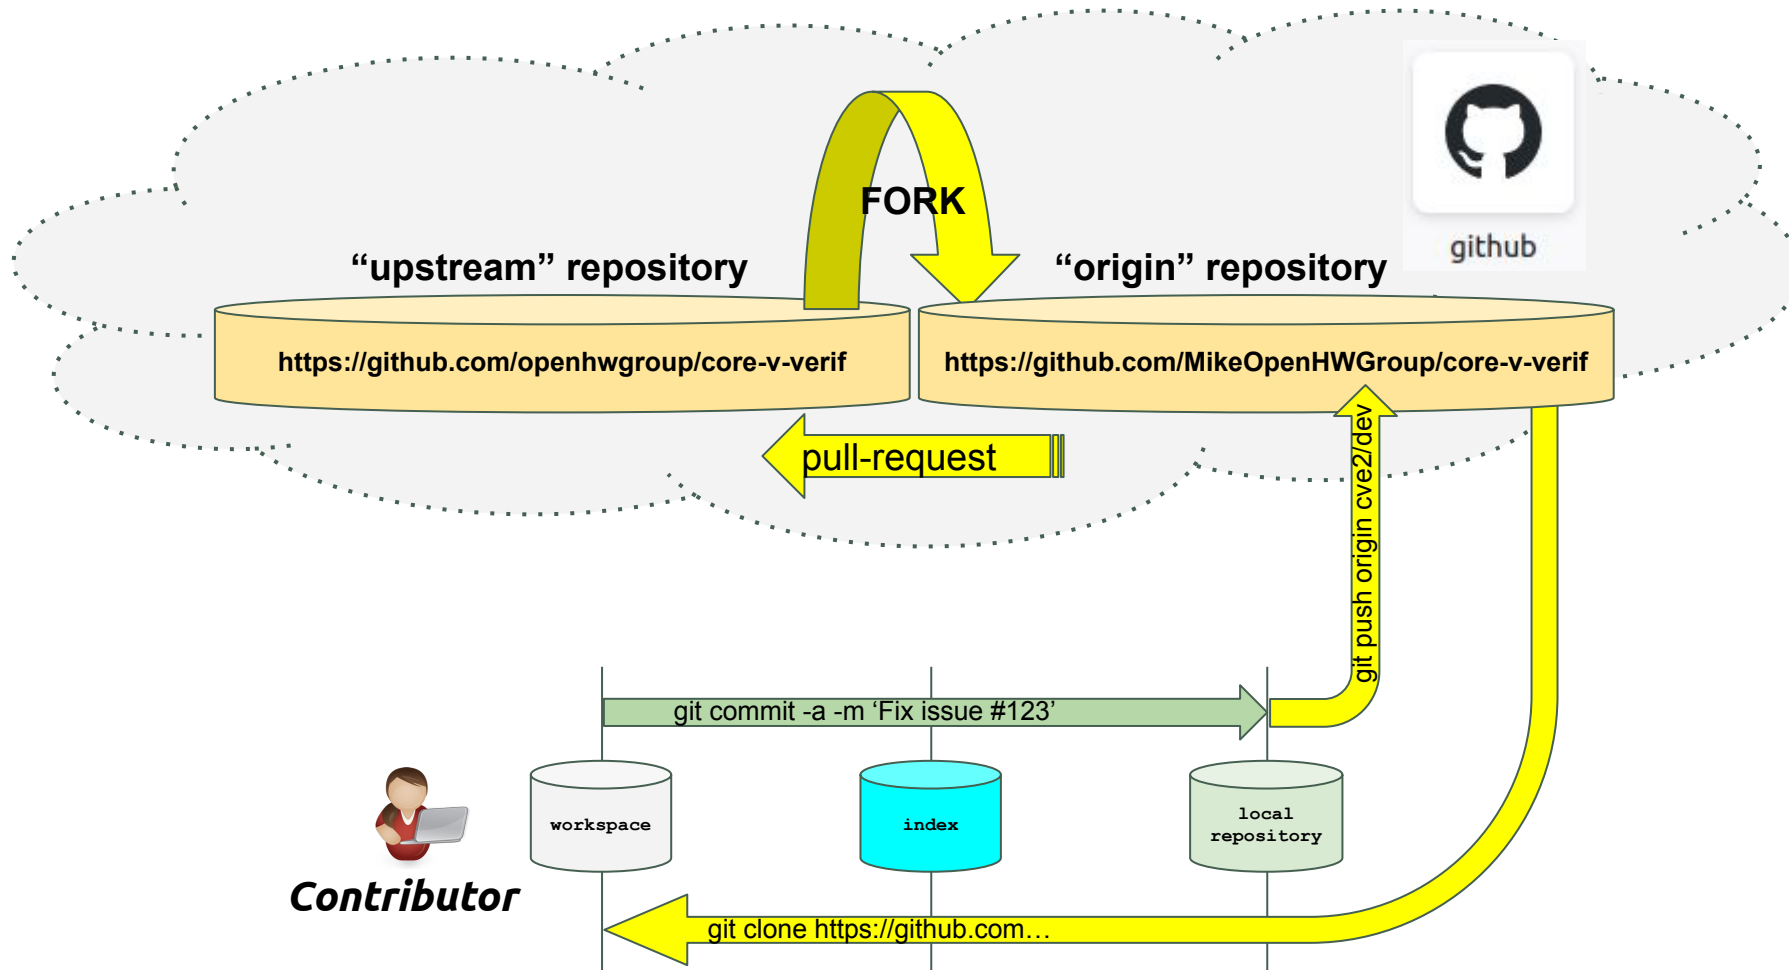 FORK
github
“upstream” repository
“origin” repository
https://github.com/openhwgroup/core-v-verif
https://github.com/MikeOpenHWGroup/core-v-verif
pull-request
git push origin cve2/dev
git commit -a -m ‘Fix issue #123’
workspace
index
local
repository
Contributor
git clone https://github.com…